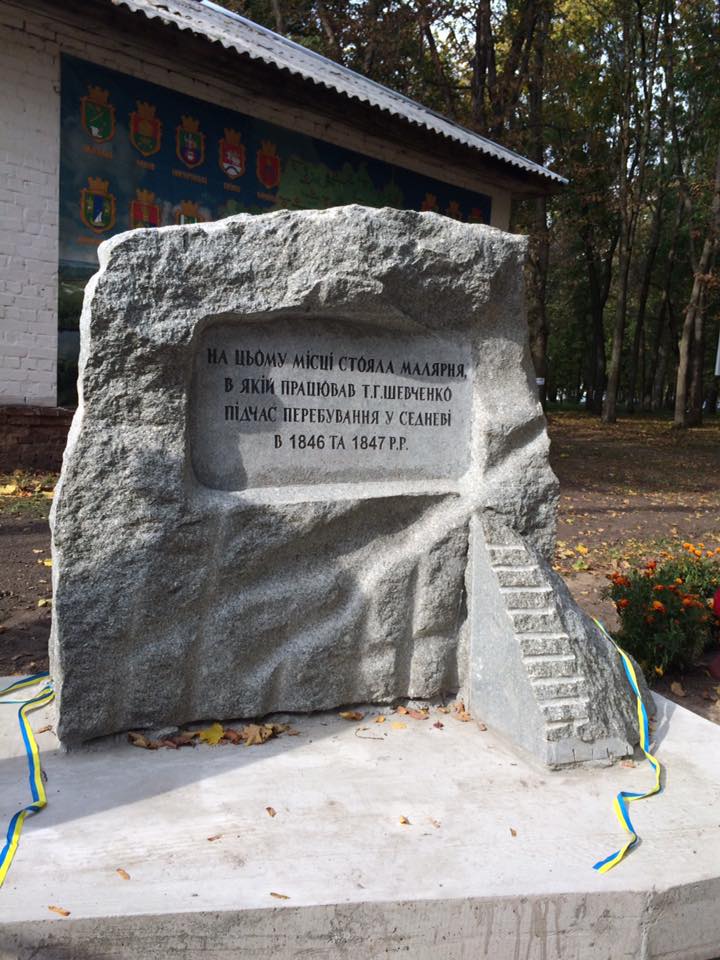 НА ЦЬОМУ МІСЦІ СТОЯЛА МАЛЯРНЯ,
В ЯКІЙ ПРАЦЮВАВ Т.Г.ШЕВЧЕНКО
ПІДЧАС ПЕРЕБУВАННЯ У СЕДНЕВІ
В 1846 ТА 1847 Р.Р.